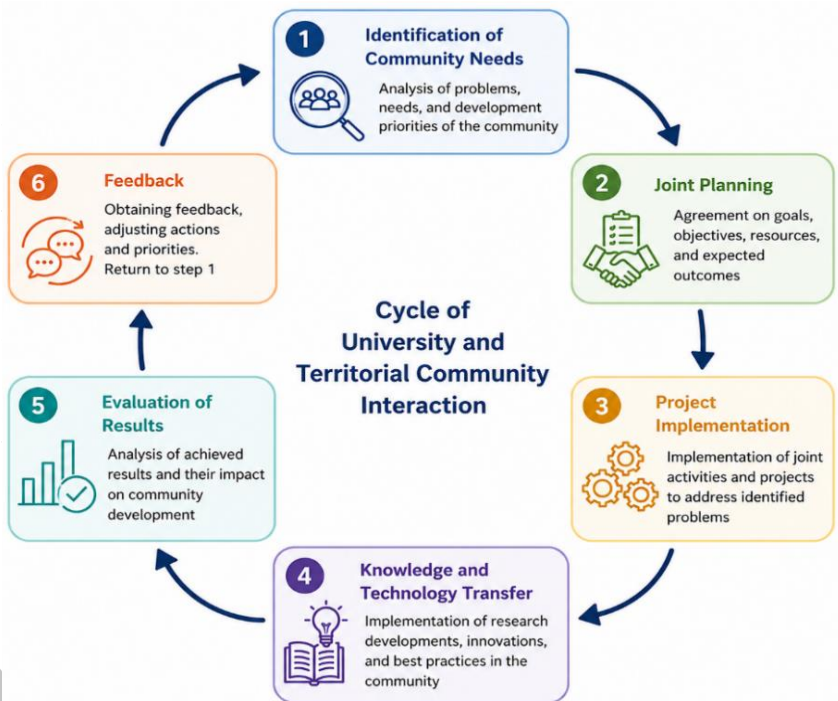 1
Identification of
Community Needs
Analysis of problems,
needs, and development
priorities of the community
2
Joint Planning
Agreement on goals,
objectives, resources,
and expected
outcomes
3
Project
Implementation
Implementation of joint
activities and projects
to address identified
problems
4
Knowledge and
Technology Transfer
Implementation of research
developments, innovations,
and best practices in the
community
5
Evaluation of
Results
Analysis of achieved
results and their impact
on community
development
6
Feedback
Obtaining feedback,
adjusting actions
and priorities.
Return to step 1
Cycle of
University and
Territorial Community
Interaction